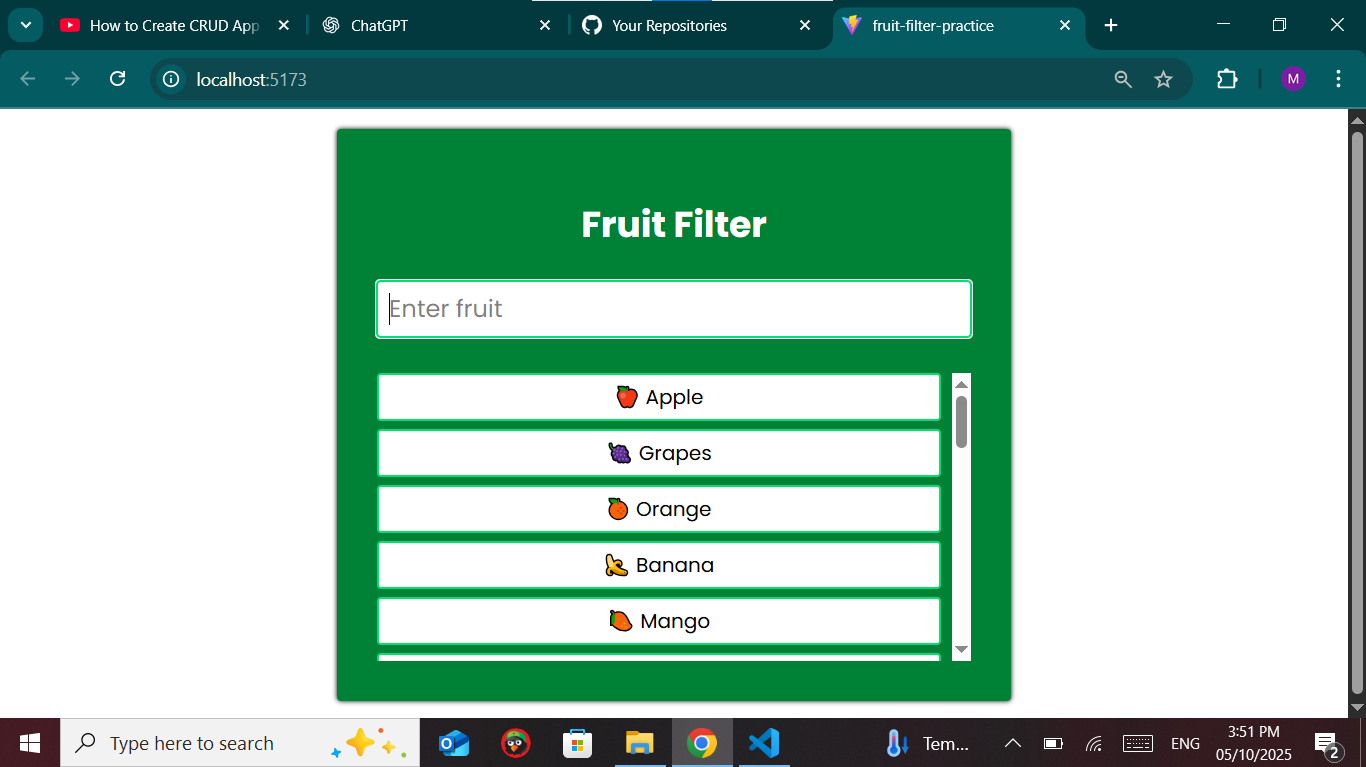 How to Create CRUD App
ChatGPT
Your Repositories
fruit-filter-practice
localhost:5173
M
Fruit Filter
Enter fruit
Apple
Grapes
Orange
Banana
Mango
Type here to search
Tem...
ENG
3:51 PM
05/10/2025
2